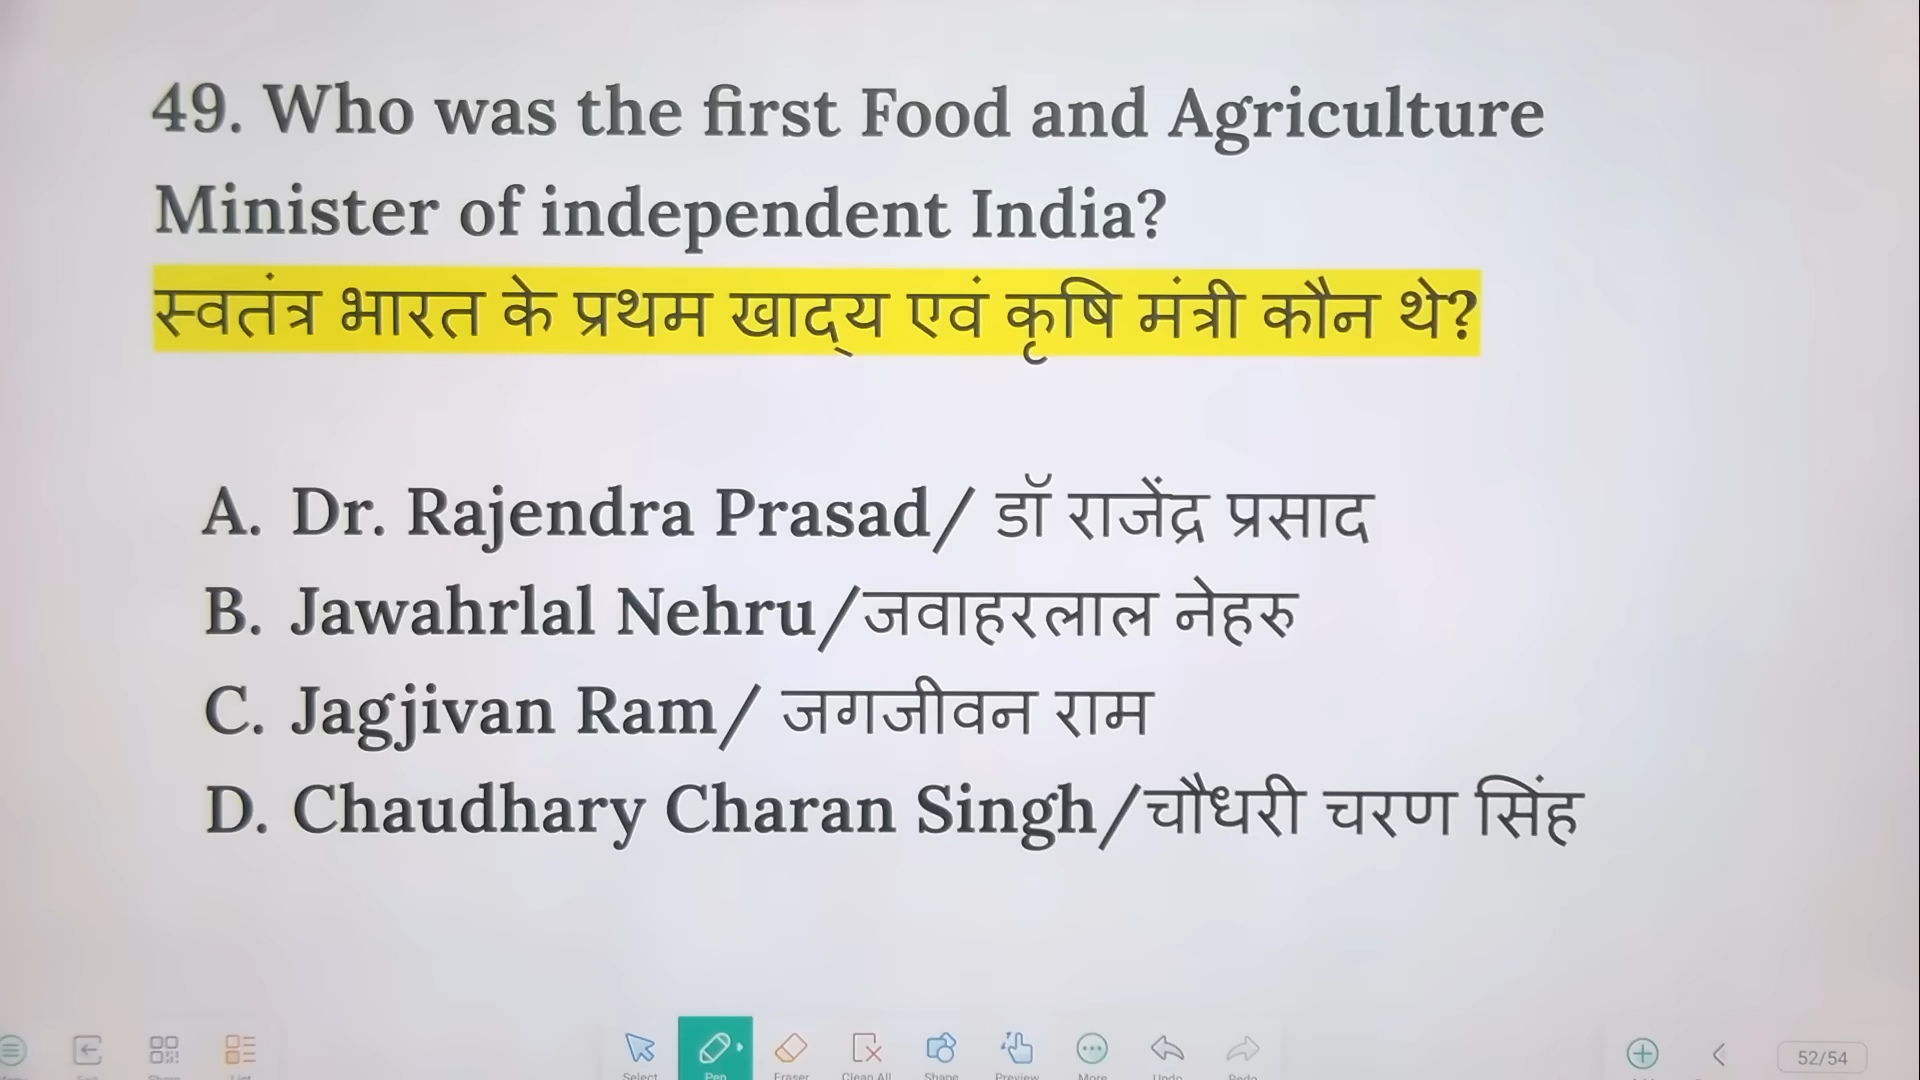 49. Who was the first Food and Agriculture
Minister of independent India?
स्वतंत्र भारत के प्रथम खाद्य एवं कृषि मंत्री कौन थे?
A. Dr. Rajendra Prasad/ डॉ राजेंद्र प्रसाद
B. Jawahrlal Nehru/जवाहरलाल नेहरु
C. Jagjivan Ram/ जगजीवन राम
D. Chaudhary Charan Singh/चौधरी चरण सिंह
Select Pen Eraser Clean All Shape Preview More Undo Redo
52/54